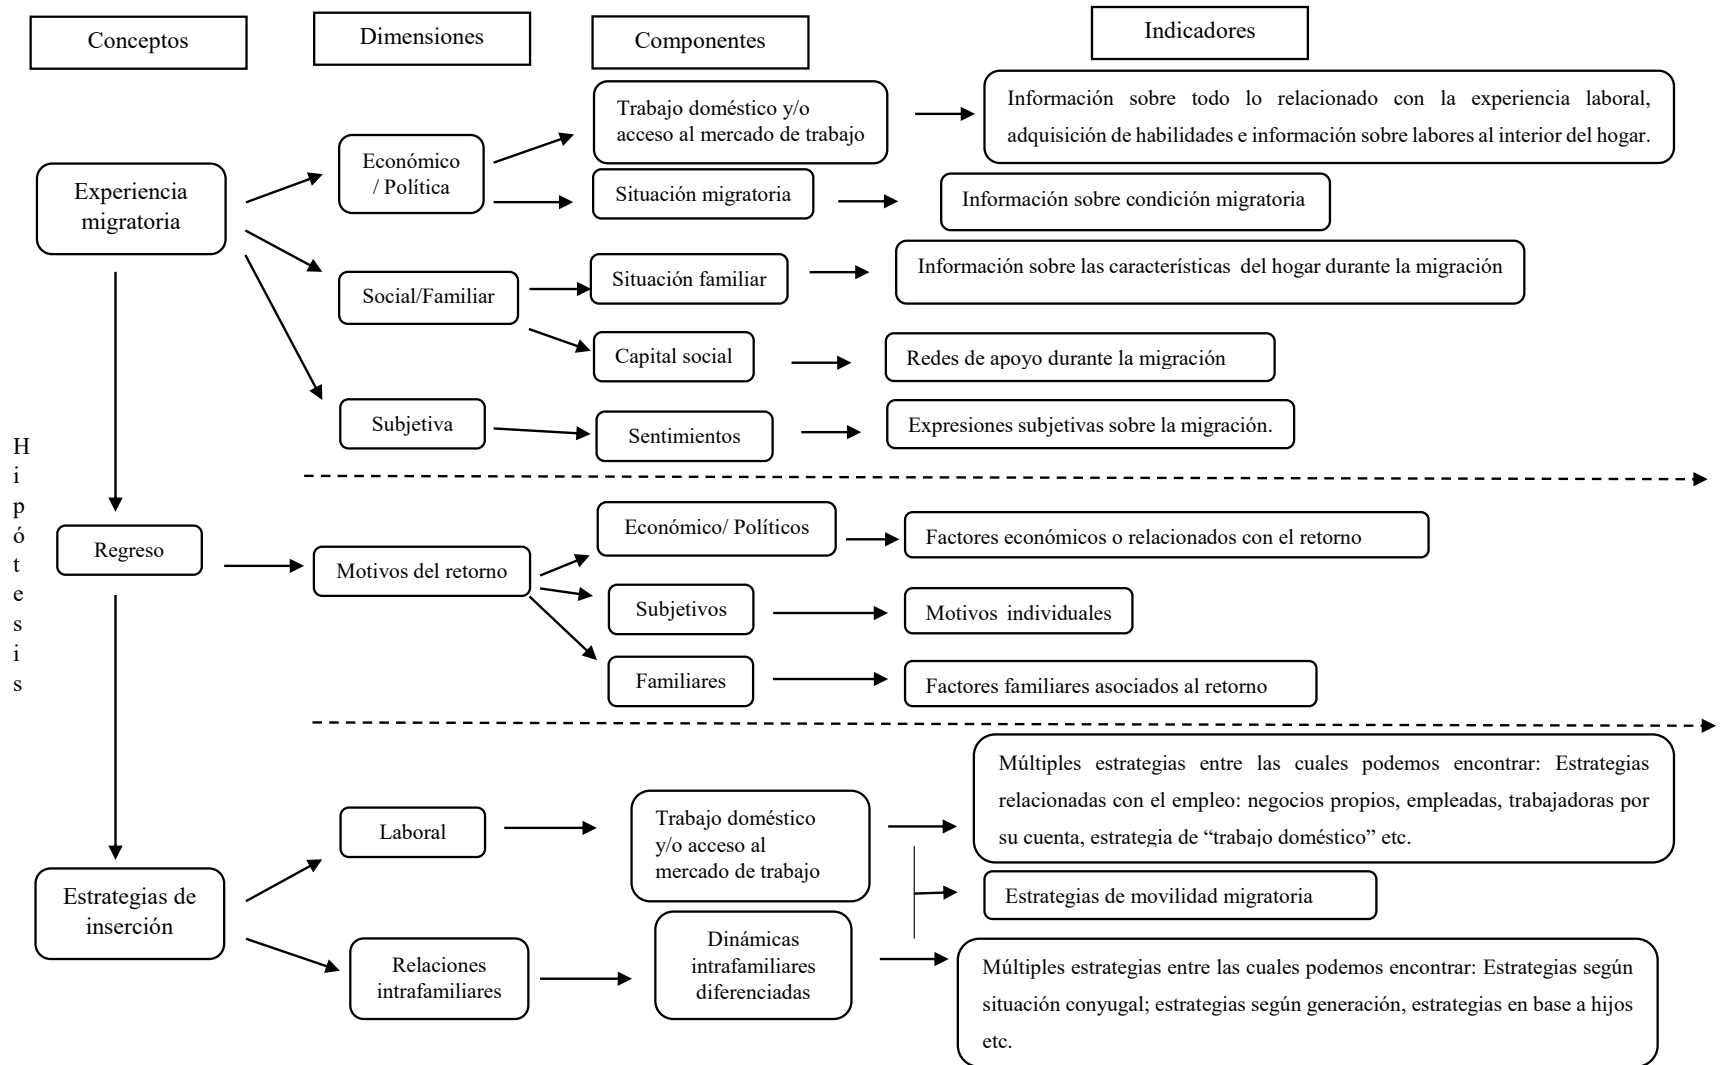 Conceptos
Dimensiones
Componentes
Indicadores
Experiencia
migratoria
Económico
/ Política
Trabajo doméstico y/o
acceso al mercado de trabajo
Información sobre todo lo relacionado con la experiencia laboral,
adquisición de habilidades e información sobre labores al interior del hogar.
Situación migratoria
Información sobre condición migratoria
Social/Familiar
Situación familiar
Información sobre las características del hogar durante la migración
Capital social
Redes de apoyo durante la migración
Subjetiva
Sentimientos
Expresiones subjetivas sobre la migración.
H
i
p
ó
t
e
s
i
s
Regreso
Motivos del retorno
Económico/ Políticos
Factores económicos o relacionados con el retorno
Subjetivos
Motivos individuales
Familiares
Factores familiares asociados al retorno
Estrategias de
inserción
Laboral
Trabajo doméstico
y/o acceso al
mercado de trabajo
Múltiples estrategias entre las cuales podemos encontrar: Estrategias
relacionadas con el empleo: negocios propios, empleadas, trabajadoras por
su cuenta, estrategia de “trabajo doméstico” etc.
Estrategias de movilidad migratoria
Relaciones
intrafamiliares
Dinámicas
intrafamiliares
diferenciadas
Múltiples estrategias entre las cuales podemos encontrar: Estrategias según
situación conyugal; estrategias según generación, estrategias en base a hijos
etc.